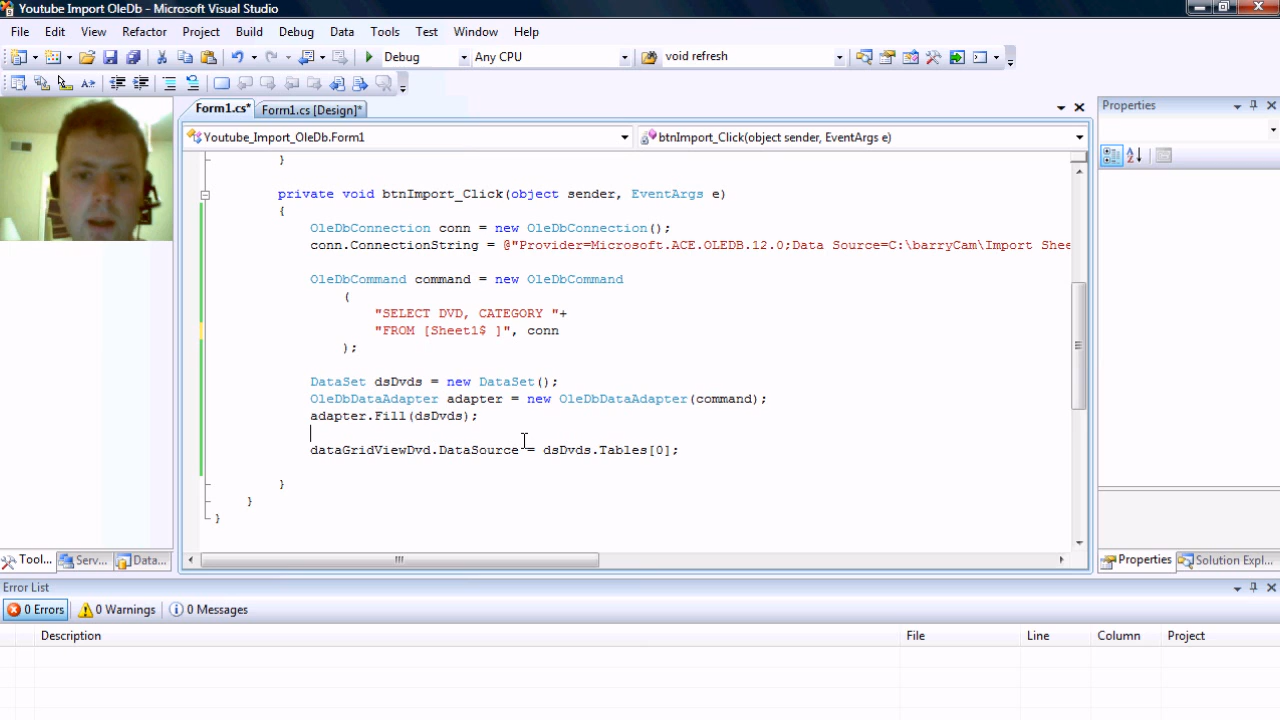 Youtube Import OleDb - Microsoft Visual Studio
File Edit View Refactor Project Build Debug Data Tools Test Window Help
Debug Any CPU void refresh
Form1.cs* Form1.cs [Design]* Properties
Youtube_Import_OleDb.Form1 btnImport_Click(object sender, EventArgs e)
}
private void btnImport_Click(object sender, EventArgs e)
{
OleDbConnection conn = new OleDbConnection();
conn.ConnectionString = @"Provider=Microsoft.ACE.OLEDB.12.0;Data Source=C:\barryCam\Import Shee
OleDbCommand command = new OleDbCommand
(
"SELECT DVD, CATEGORY "+
"FROM [Sheet1$ ]", conn
);
DataSet dsDvds = new DataSet();
OleDbDataAdapter adapter = new OleDbDataAdapter(command);
adapter.Fill(dsDvds);
dataGridViewDvd.DataSource = dsDvds.Tables[0];
}
}
}
Tool... Serv... Data... Properties Solution Expl...
Error List
0 Errors 0 Warnings 0 Messages
Description File Line Column Project